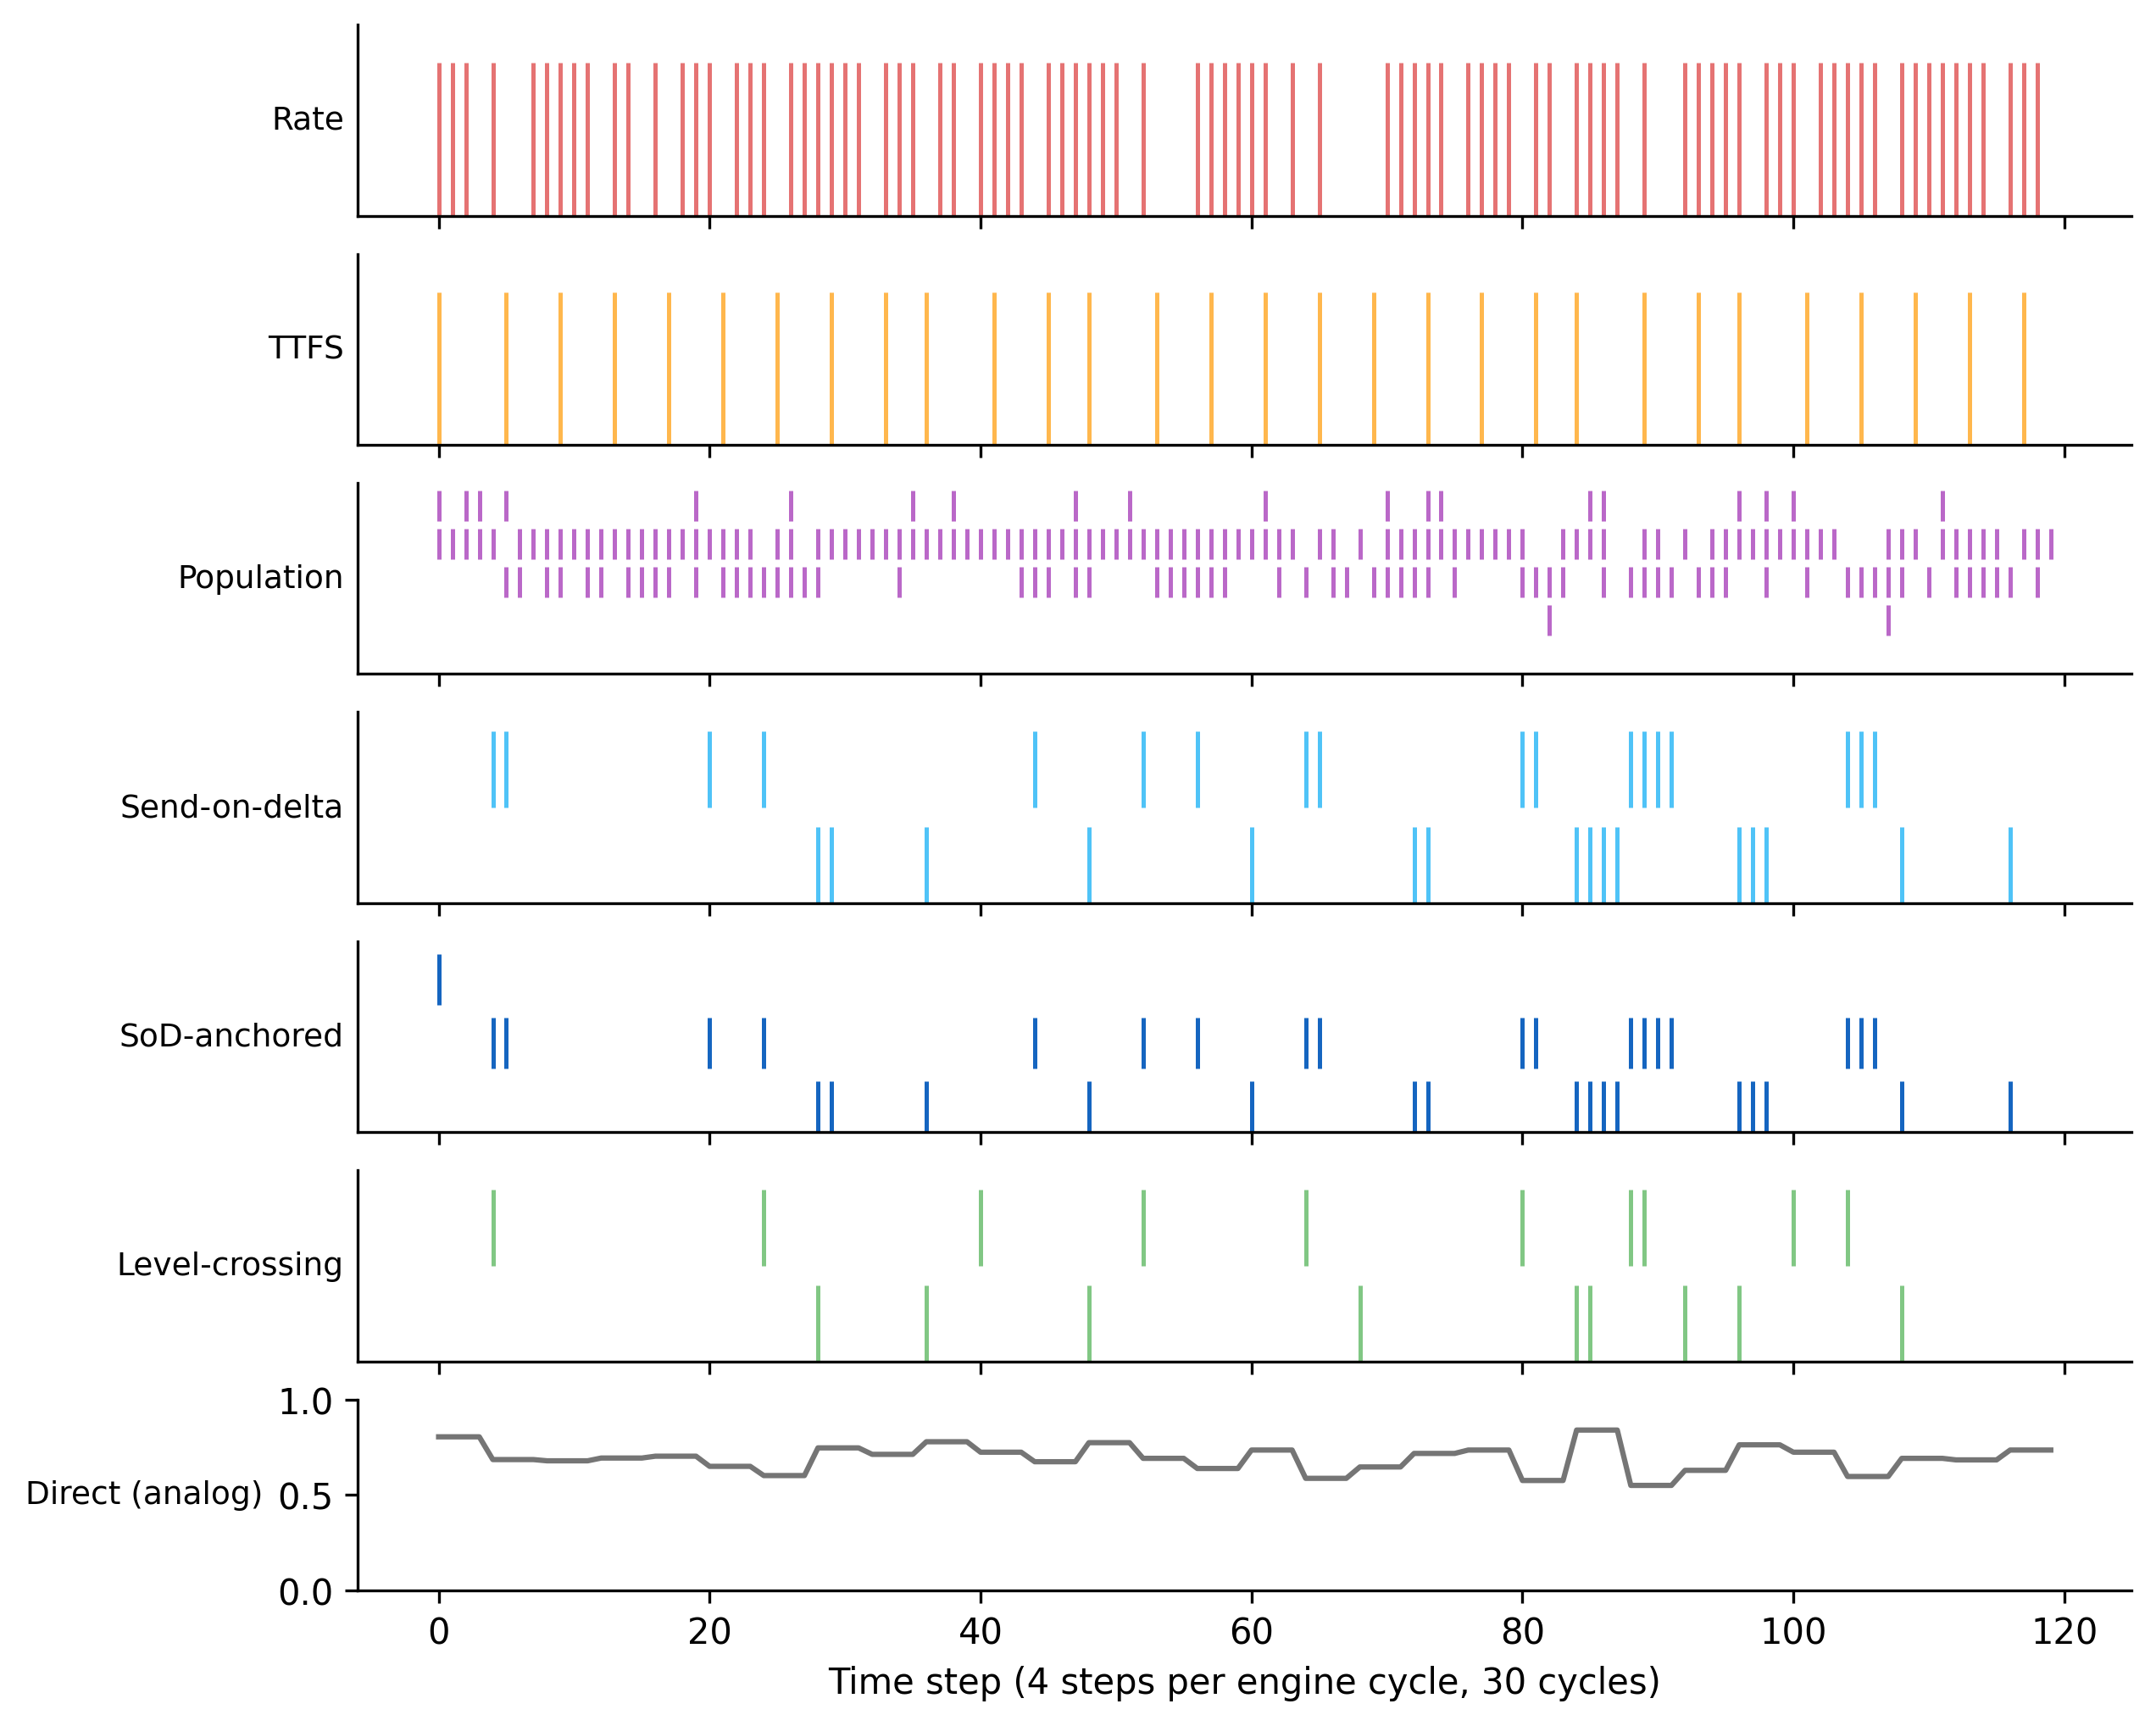 Rate
TTFS
Population
Send-on-delta
SoD-anchored
Level-crossing
1.0
Direct (analog) 0.5
0.0
0 20 40 60 80 100 120
Time step (4 steps per engine cycle, 30 cycles)